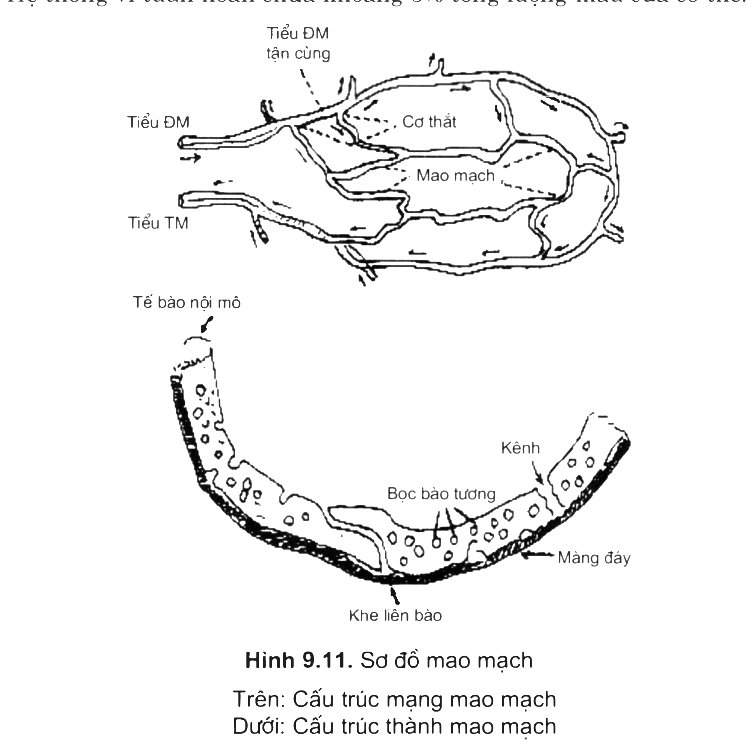 Tiểu ĐM
tận cùng
Tiểu ĐM
Cơ thắt
Mao mạch
Tiểu TM
Tế bào nội mô
Kênh
Bọc bào tương
Màng đáy
Khe liên bào
Hình 9.11. Sơ đồ mao mạch
Trên: Cấu trúc mạng mao mạch
Dưới: Cấu trúc thành mao mạch